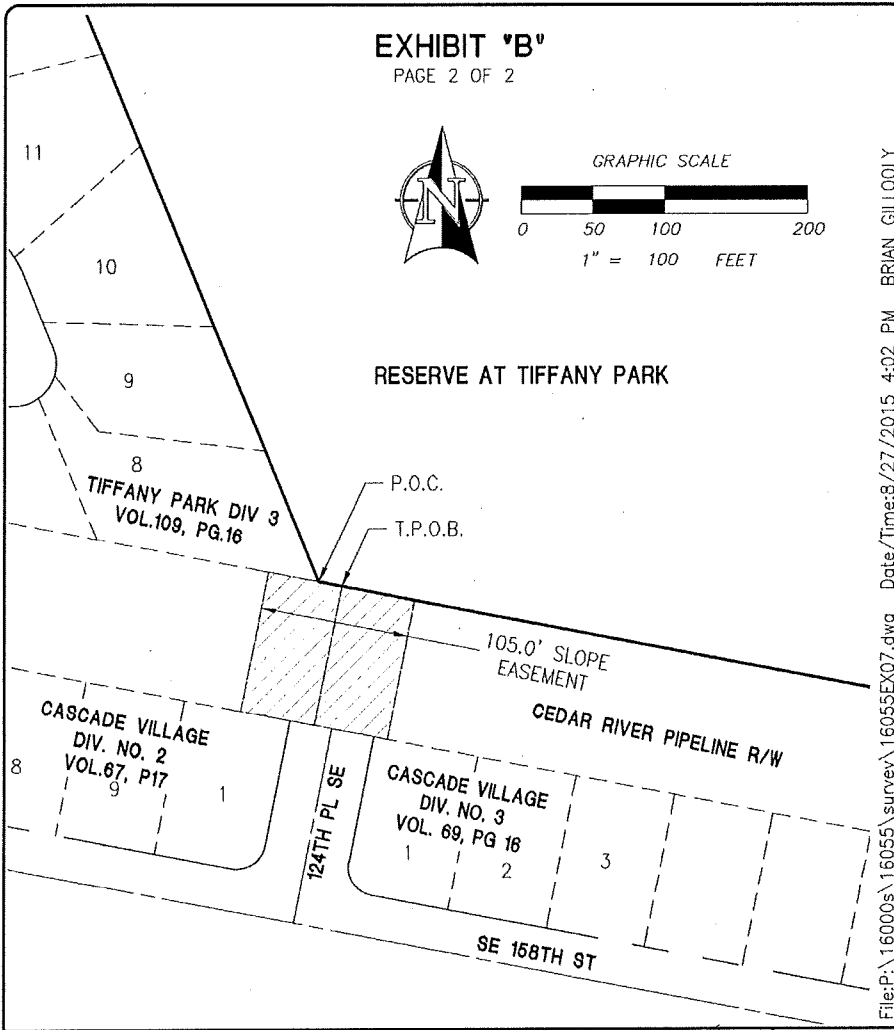 EXHIBIT "B"
PAGE 2 OF 2
N
GRAPHIC SCALE
0 50 100 200
1" = 100 FEET
11
10
9
8
RESERVE AT TIFFANY PARK
TIFFANY PARK DIV 3
VOL.109, PG.16
P.O.C.
T.P.O.B.
105.0' SLOPE
EASEMENT
CEDAR RIVER PIPELINE R/W
CASCADE VILLAGE
DIV. NO. 2
VOL.67, P17
8
9
1
124TH PL SE
CASCADE VILLAGE
DIV. NO. 3
VOL. 69, PG 16
1
2
3
SE 158TH ST
File:P:\16000s\16055\survey\16055EX07.dwg Date/Time:8/27/2015 4:02 PM BRIAN GILLOOLY